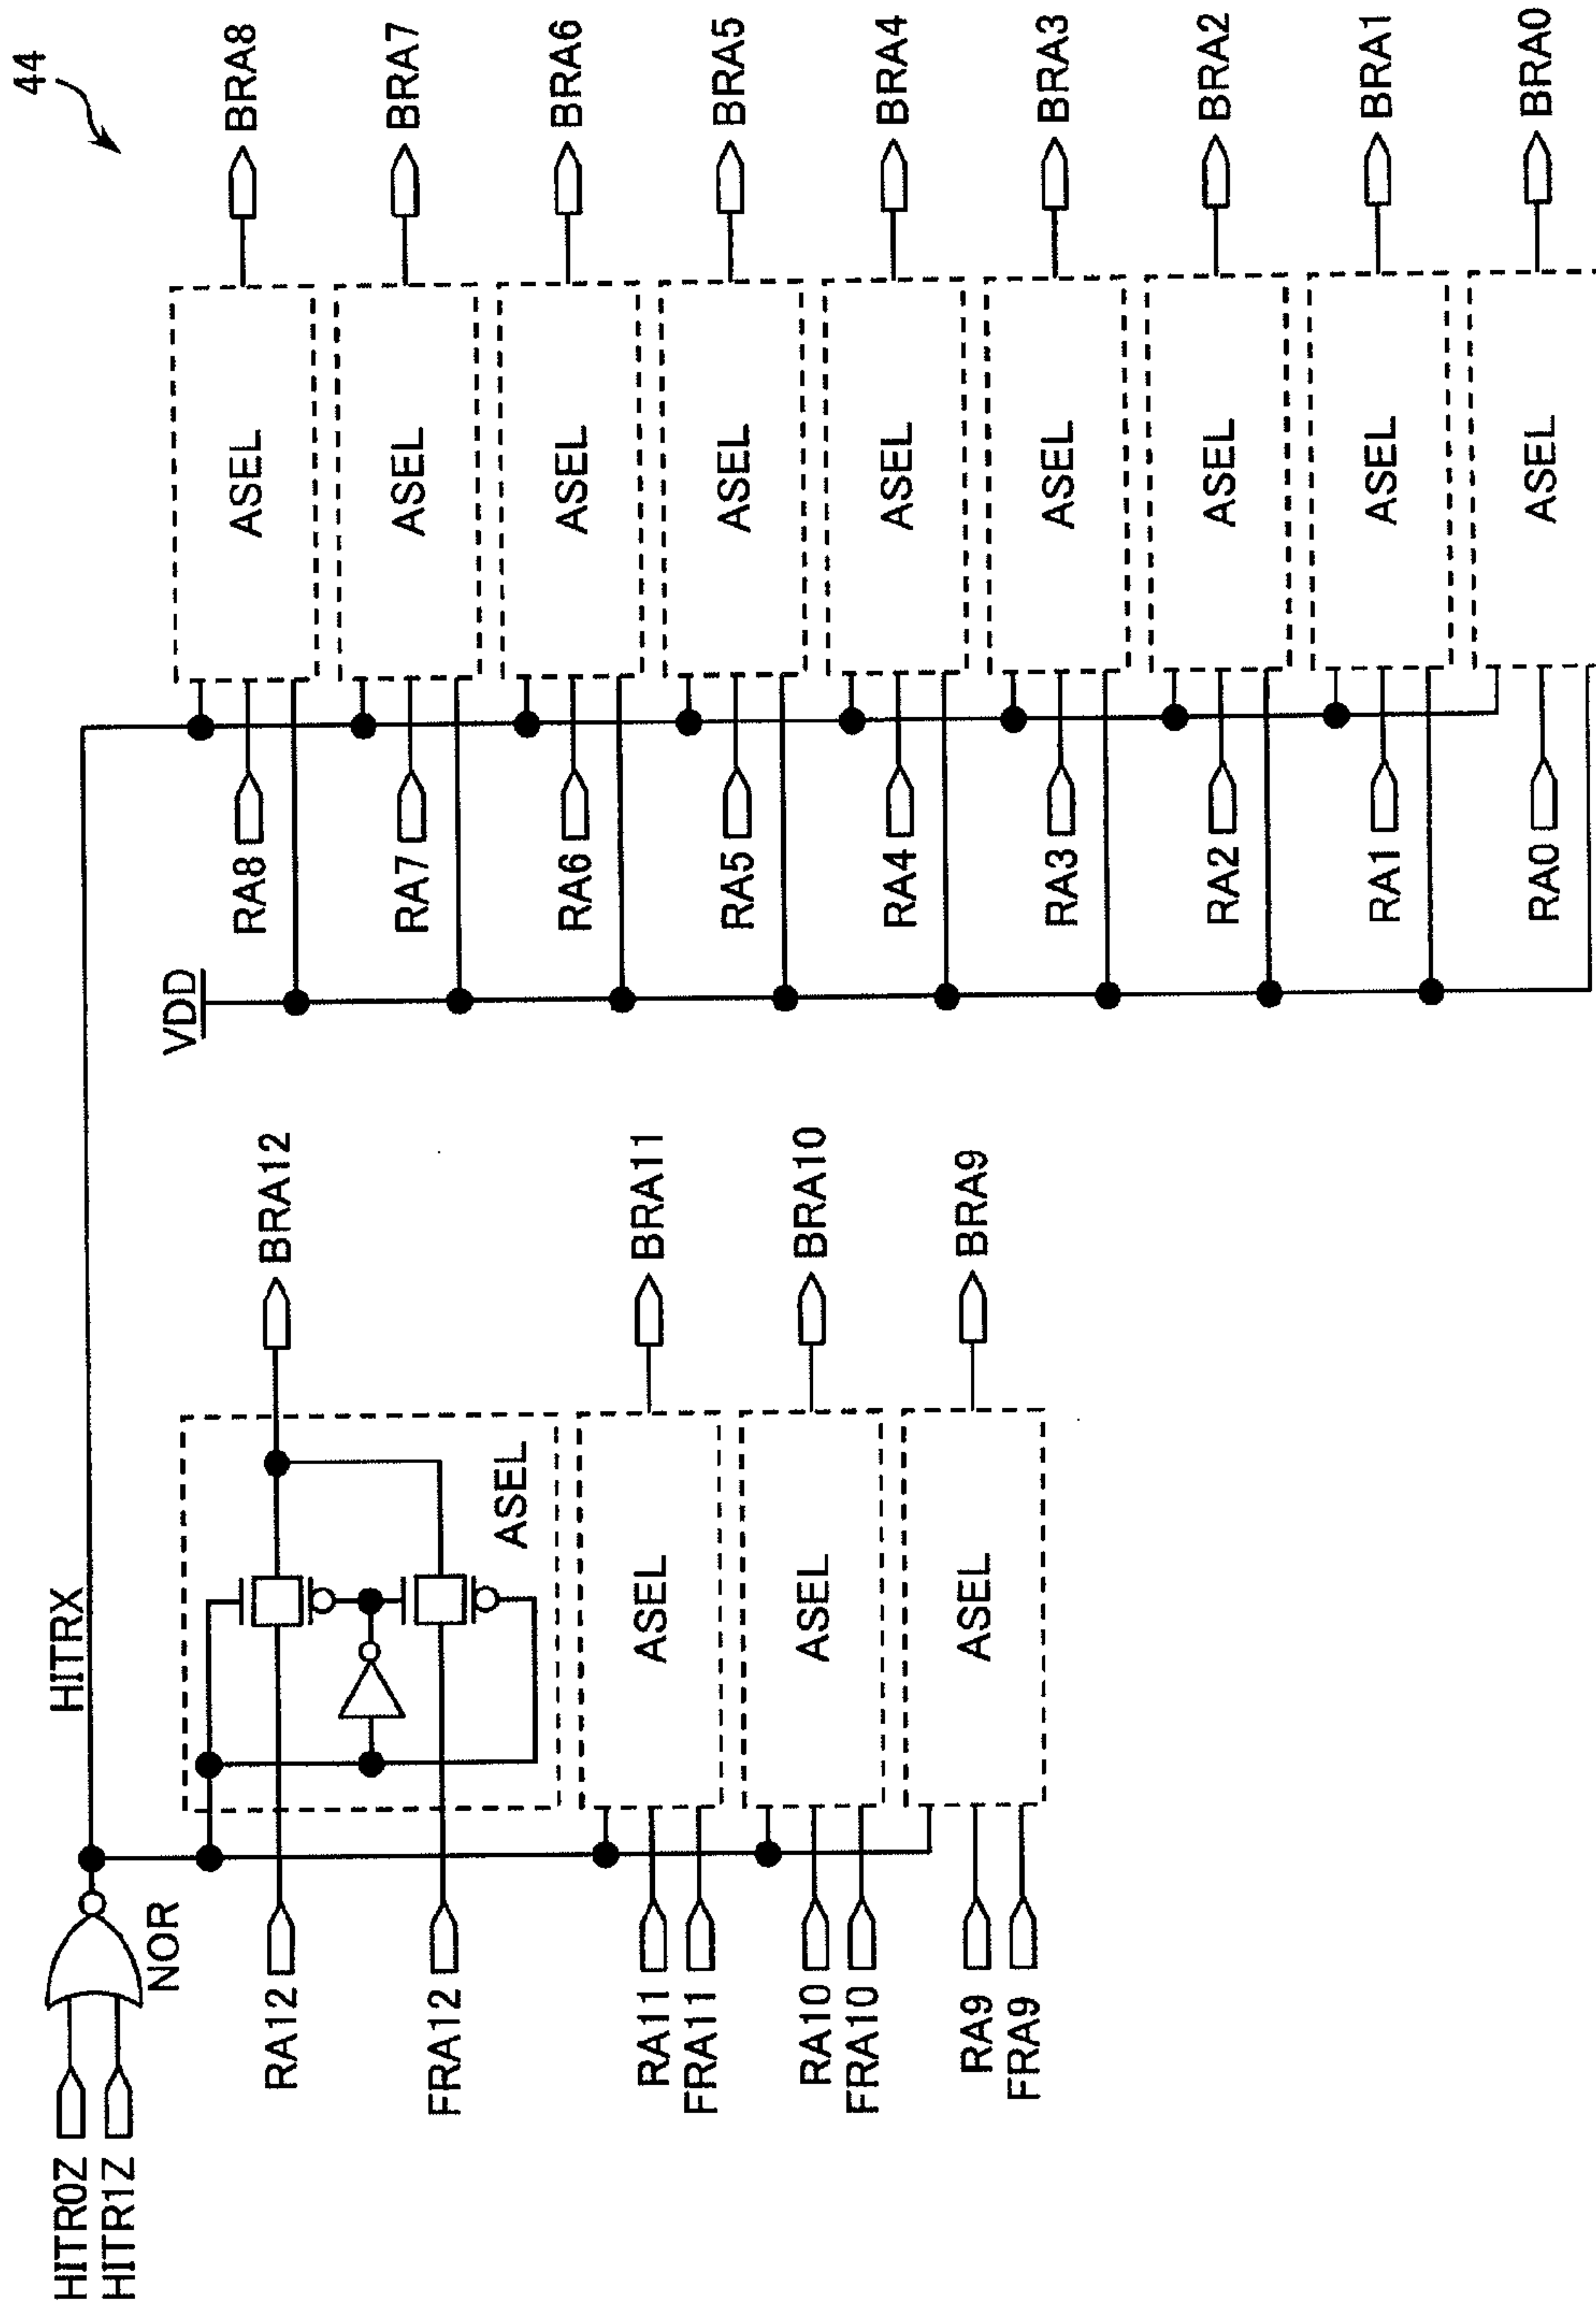 44
HITR0Z
HITR1Z
NOR
HITRX
RA12
FRA12
ASEL
BRA12
RA11
FRA11
ASEL
BRA11
RA10
FRA10
ASEL
BRA10
RA9
FRA9
ASEL
BRA9
VDD
RA8
ASEL
BRA8
RA7
ASEL
BRA7
RA6
ASEL
BRA6
RA5
ASEL
BRA5
RA4
ASEL
BRA4
RA3
ASEL
BRA3
RA2
ASEL
BRA2
RA1
ASEL
BRA1
RA0
ASEL
BRA0